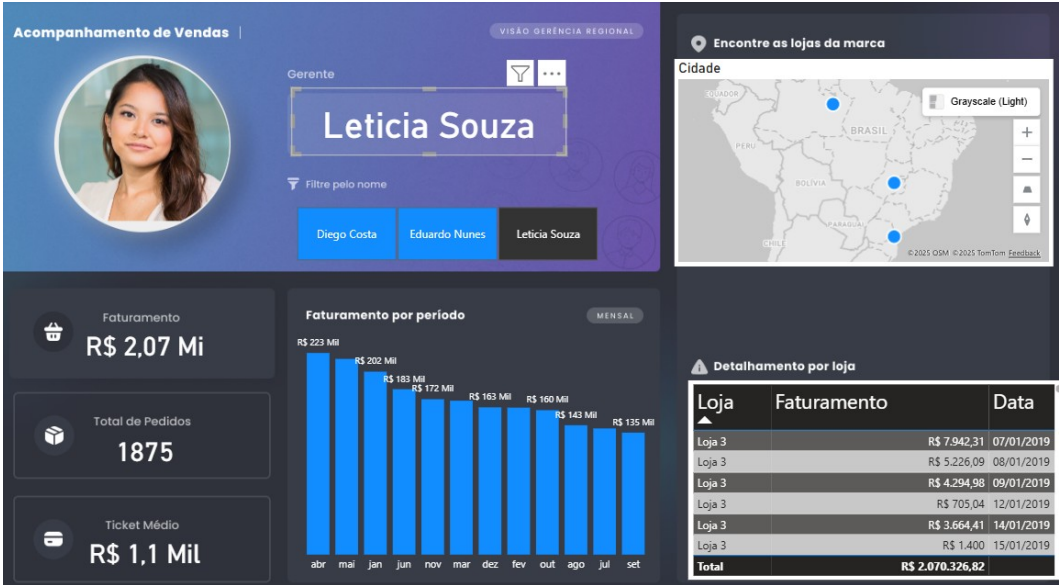 Acompanhamento de Vendas |
VISÃO GERÊNCIA REGIONAL
Gerente
Leticia Souza
Filtre pelo nome
Diego Costa
Eduardo Nunes
Leticia Souza
Faturamento
R$ 2,07 Mi
Total de Pedidos
1875
Ticket Médio
R$ 1,1 Mil
Faturamento por período
MENSAL
R$ 223 Mil
R$ 202 Mil
R$ 183 Mil
R$ 172 Mil
R$ 163 Mil
R$ 160 Mil
R$ 143 Mil
R$ 135 Mil
abr mai jan jun nov mar dez fev out ago jul set
Encontre as lojas da marca
Cidade
Grayscale (Light)
EQUADOR
BRASIL
PERU
BOLÍVIA
PARAGUAI
CHILE
©2025 OSM ©2025 TomTom Feedback
Detalhamento por loja
Loja Faturamento Data
Loja 3 R$ 7.942,31 07/01/2019
Loja 3 R$ 5.226,09 08/01/2019
Loja 3 R$ 4.294,98 09/01/2019
Loja 3 R$ 705,04 12/01/2019
Loja 3 R$ 3.664,41 14/01/2019
Loja 3 R$ 1.400 15/01/2019
Total R$ 2.070.326,82